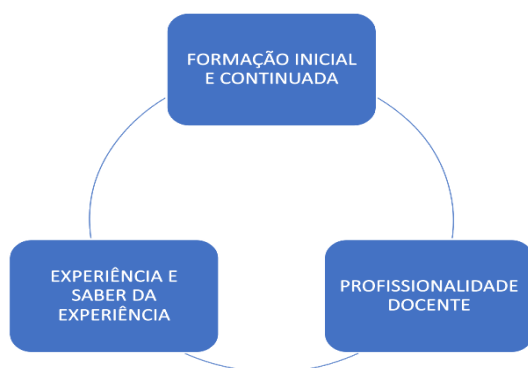 FORMAÇÃO INICIAL
E CONTINUADA
EXPERIÊNCIA E
SABER DA
EXPERIÊNCIA
PROFISSIONALIDADE
DOCENTE